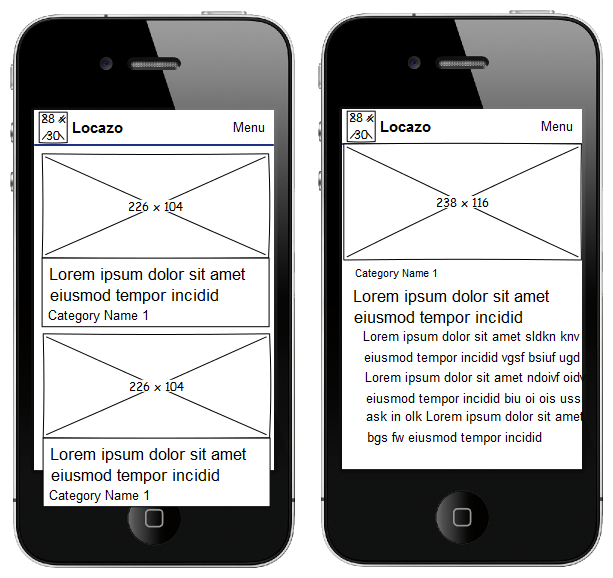 28 x
30
Locazo
Menu
226 x 104
Lorem ipsum dolor sit amet
eiusmod tempor incidid
Category Name 1
226 x 104
Lorem ipsum dolor sit amet
eiusmod tempor incidid
Category Name 1
28 x
30
Locazo
Menu
238 x 116
Category Name 1
Lorem ipsum dolor sit amet
eiusmod tempor incidid
Lorem ipsum dolor sit amet sldkn knv
eiusmod tempor incidid vgsf bsiuf ugd
Lorem ipsum dolor sit amet ndoivf oidv
eiusmod tempor incidid biu oi ois uss
ask in olk Lorem ipsum dolor sit amet
bgs fw eiusmod tempor incidid